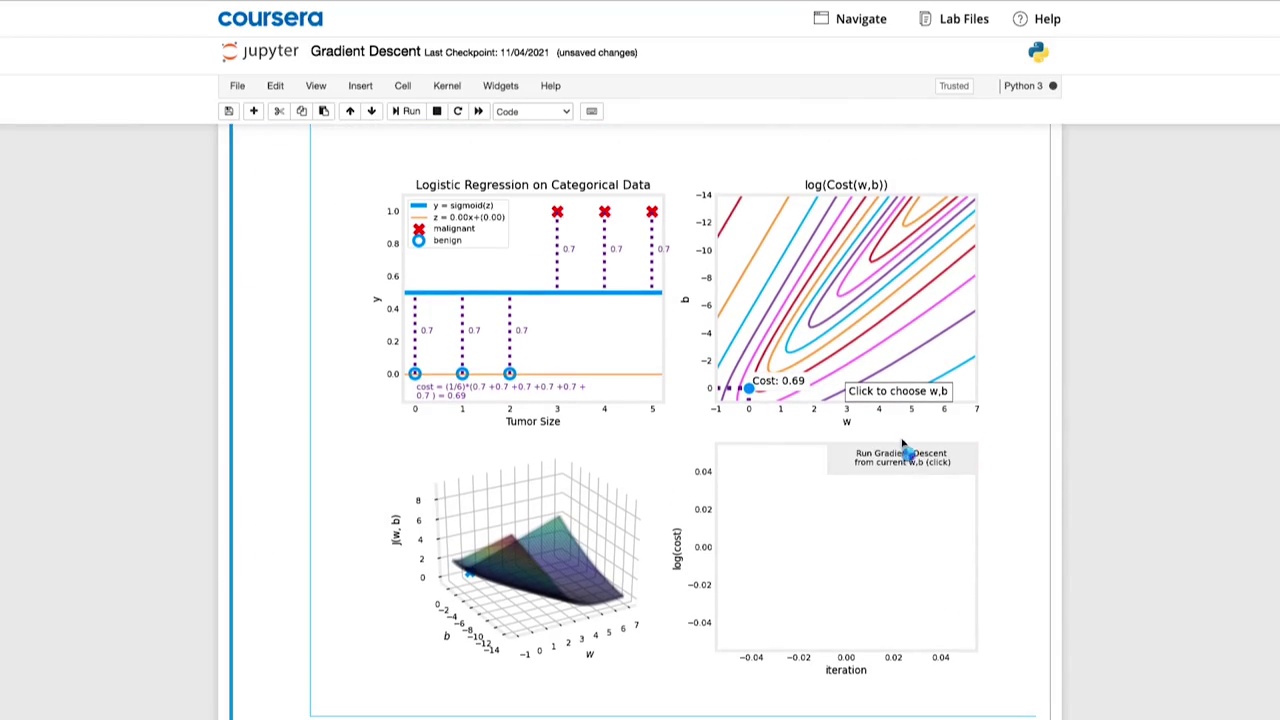 coursera
Navigate
Lab Files
Help
jupyter Gradient Descent Last Checkpoint: 11/04/2021 (unsaved changes)
File Edit View Insert Cell Kernel Widgets Help
Trusted
Python 3
Run
Code
Logistic Regression on Categorical Data
y = sigmoid(z)
z = 0.00x+(0.00)
malignant
benign
1.0
0.8
0.6
0.4
0.2
0.0
y
0.7
0.7
0.7
0.7
0.7
0.7
cost = (1/6)*(0.7 +0.7 +0.7 +0.7 +0.7 +
0.7 ) = 0.69
0 1 2 3 4 5
Tumor Size
log(Cost(w,b))
−14
−12
−10
−8
−6
−4
−2
0
b
Cost: 0.69
Click to choose w,b
−1 0 1 2 3 4 5 6 7
w
8
6
4
2
0
J(w, b)
0
−2
−4
−6
−8
−10
−12
−14
b
−1 0 1 2 3 4 5 6 7
w
Run Gradient Descent
from current w,b (click)
0.04
0.02
0.00
−0.02
−0.04
log(cost)
−0.04 −0.02 0.00 0.02 0.04
iteration